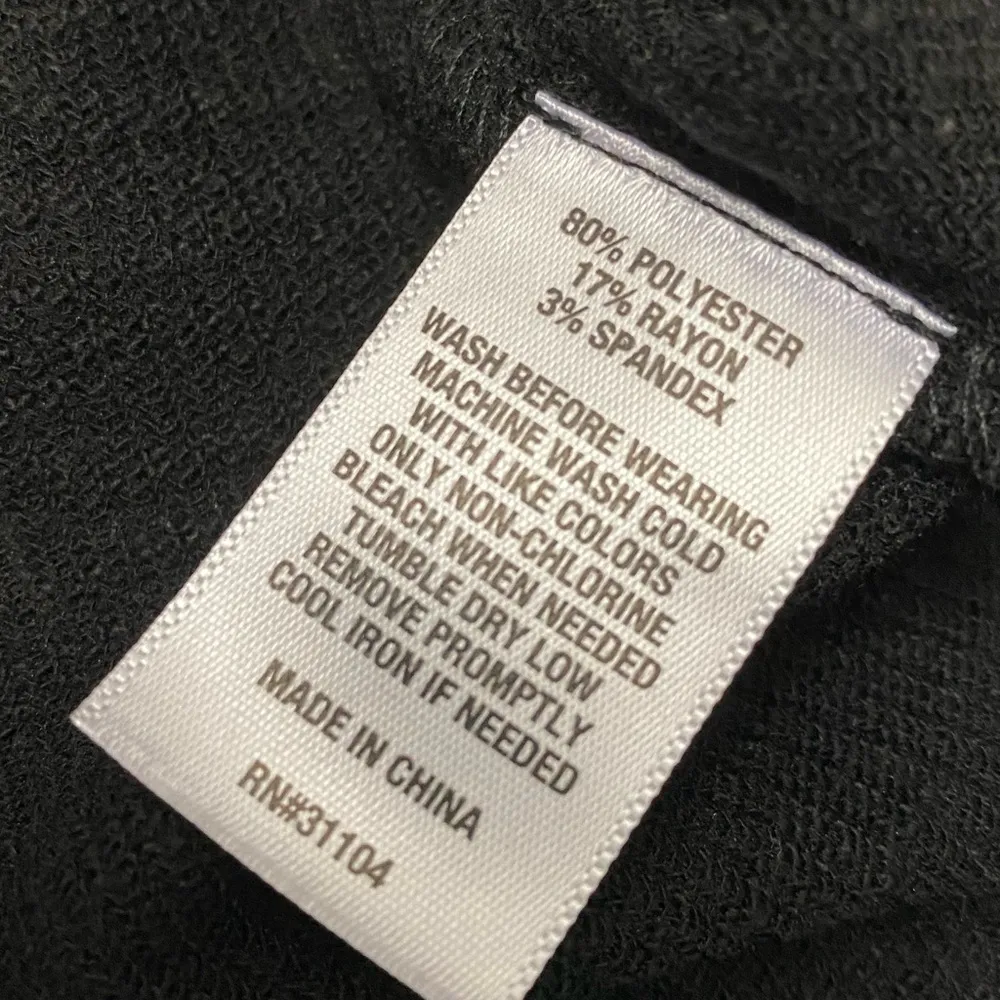 80% POLYESTER
17% RAYON
3% SPANDEX
WASH BEFORE WEARING
MACHINE WASH COLD
WITH LIKE COLORS
ONLY NON-CHLORINE
BLEACH WHEN NEEDED
TUMBLE DRY LOW
REMOVE PROMPTLY
COOL IRON IF NEEDED
MADE IN CHINA
RN#31104